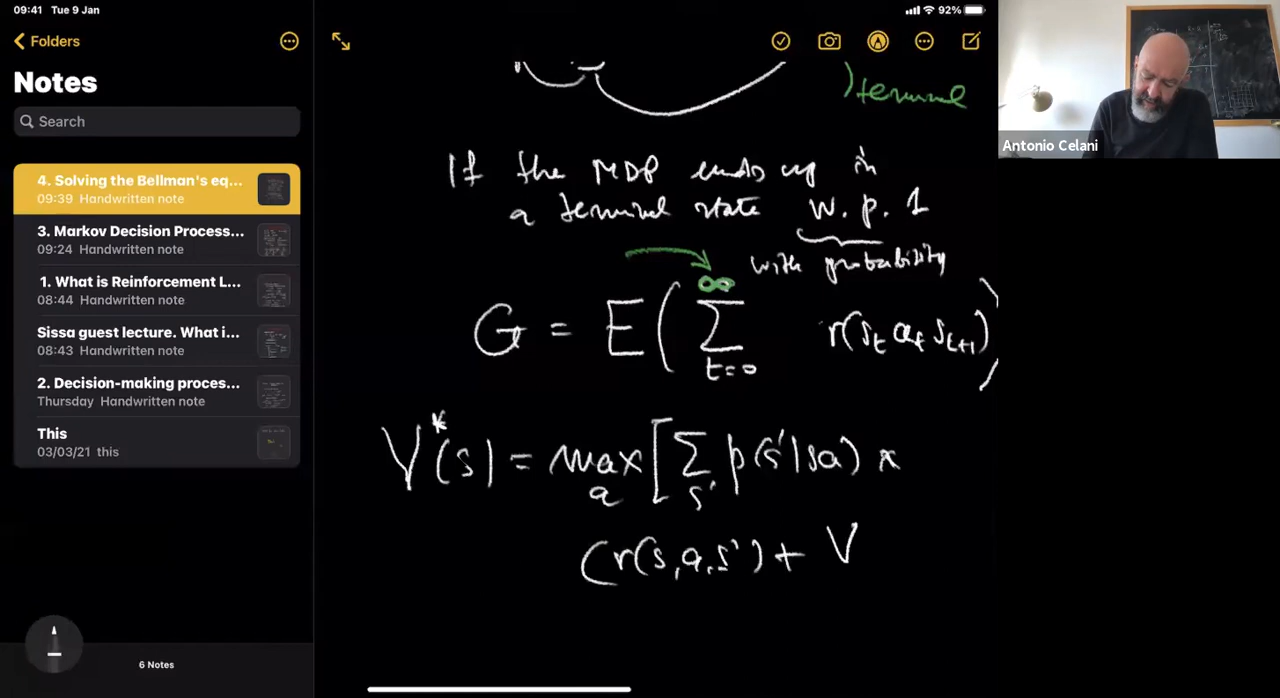 09:41 Tue 9 Jan
92%
Folders
Notes
Search
4. Solving the Bellman's eq...
09:39 Handwritten note
3. Markov Decision Process...
09:24 Handwritten note
1. What is Reinforcement L...
08:44 Handwritten note
Sissa guest lecture. What i...
08:43 Handwritten note
2. Decision-making proces...
Thursday Handwritten note
This
03/03/21 this
6 Notes
) terminal
If the MDP ends up in
a terminal state w.p. 1
with probability
G = E( ∑_{t=0}^{∞} r(s_t a_t s_{t+1}) )
V*(s) = max_a [ ∑_{s'} p(s'|sa) ×
(r(s,a,s') + V
Antonio Celani